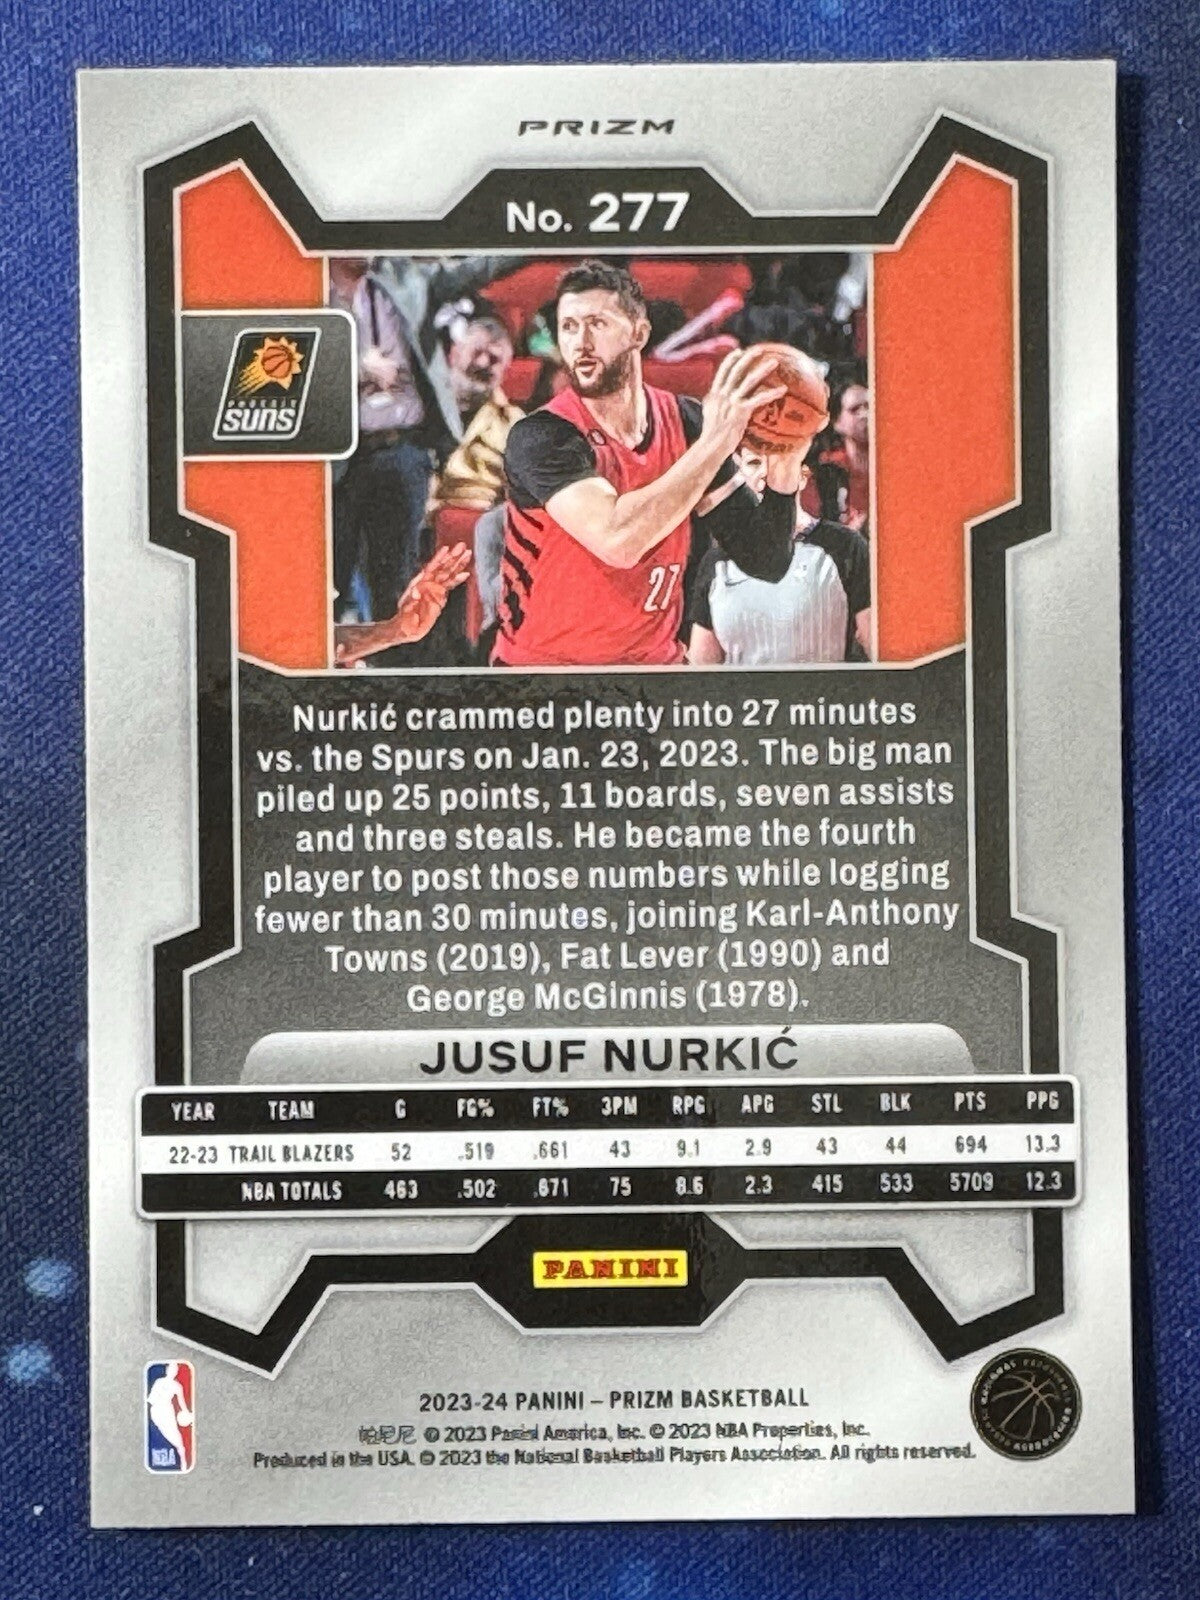 PRIZM
No. 277
PHOENIX
SUNS
27
Nurkić crammed plenty into 27 minutes
vs. the Spurs on Jan. 23, 2023. The big man
piled up 25 points, 11 boards, seven assists
and three steals. He became the fourth
player to post those numbers while logging
fewer than 30 minutes, joining Karl-Anthony
Towns (2019), Fat Lever (1990) and
George McGinnis (1978).
JUSUF NURKIĆ
YEAR TEAM G FG% FT% 3PM RPG APG STL BLK PTS PPG
22-23 TRAIL BLAZERS 52 .519 .661 43 9.1 2.9 43 44 694 13.3
NBA TOTALS 463 .502 .671 75 8.6 2.3 415 533 5709 12.3
PANINI
2023-24 PANINI – PRIZM BASKETBALL
帕尼尼 © 2023 Panini America, Inc. © 2023 NBA Properties, Inc.
Produced in the USA. © 2023 the National Basketball Players Association. All rights reserved.
NBA